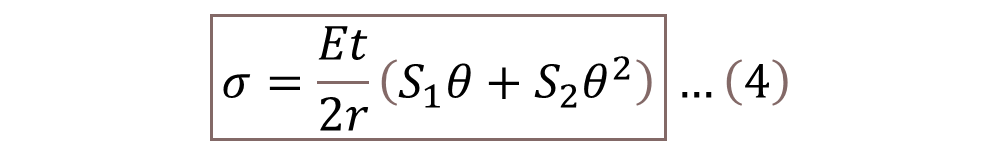 σ = Et/2r (S₁θ + S₂θ²) … (4)